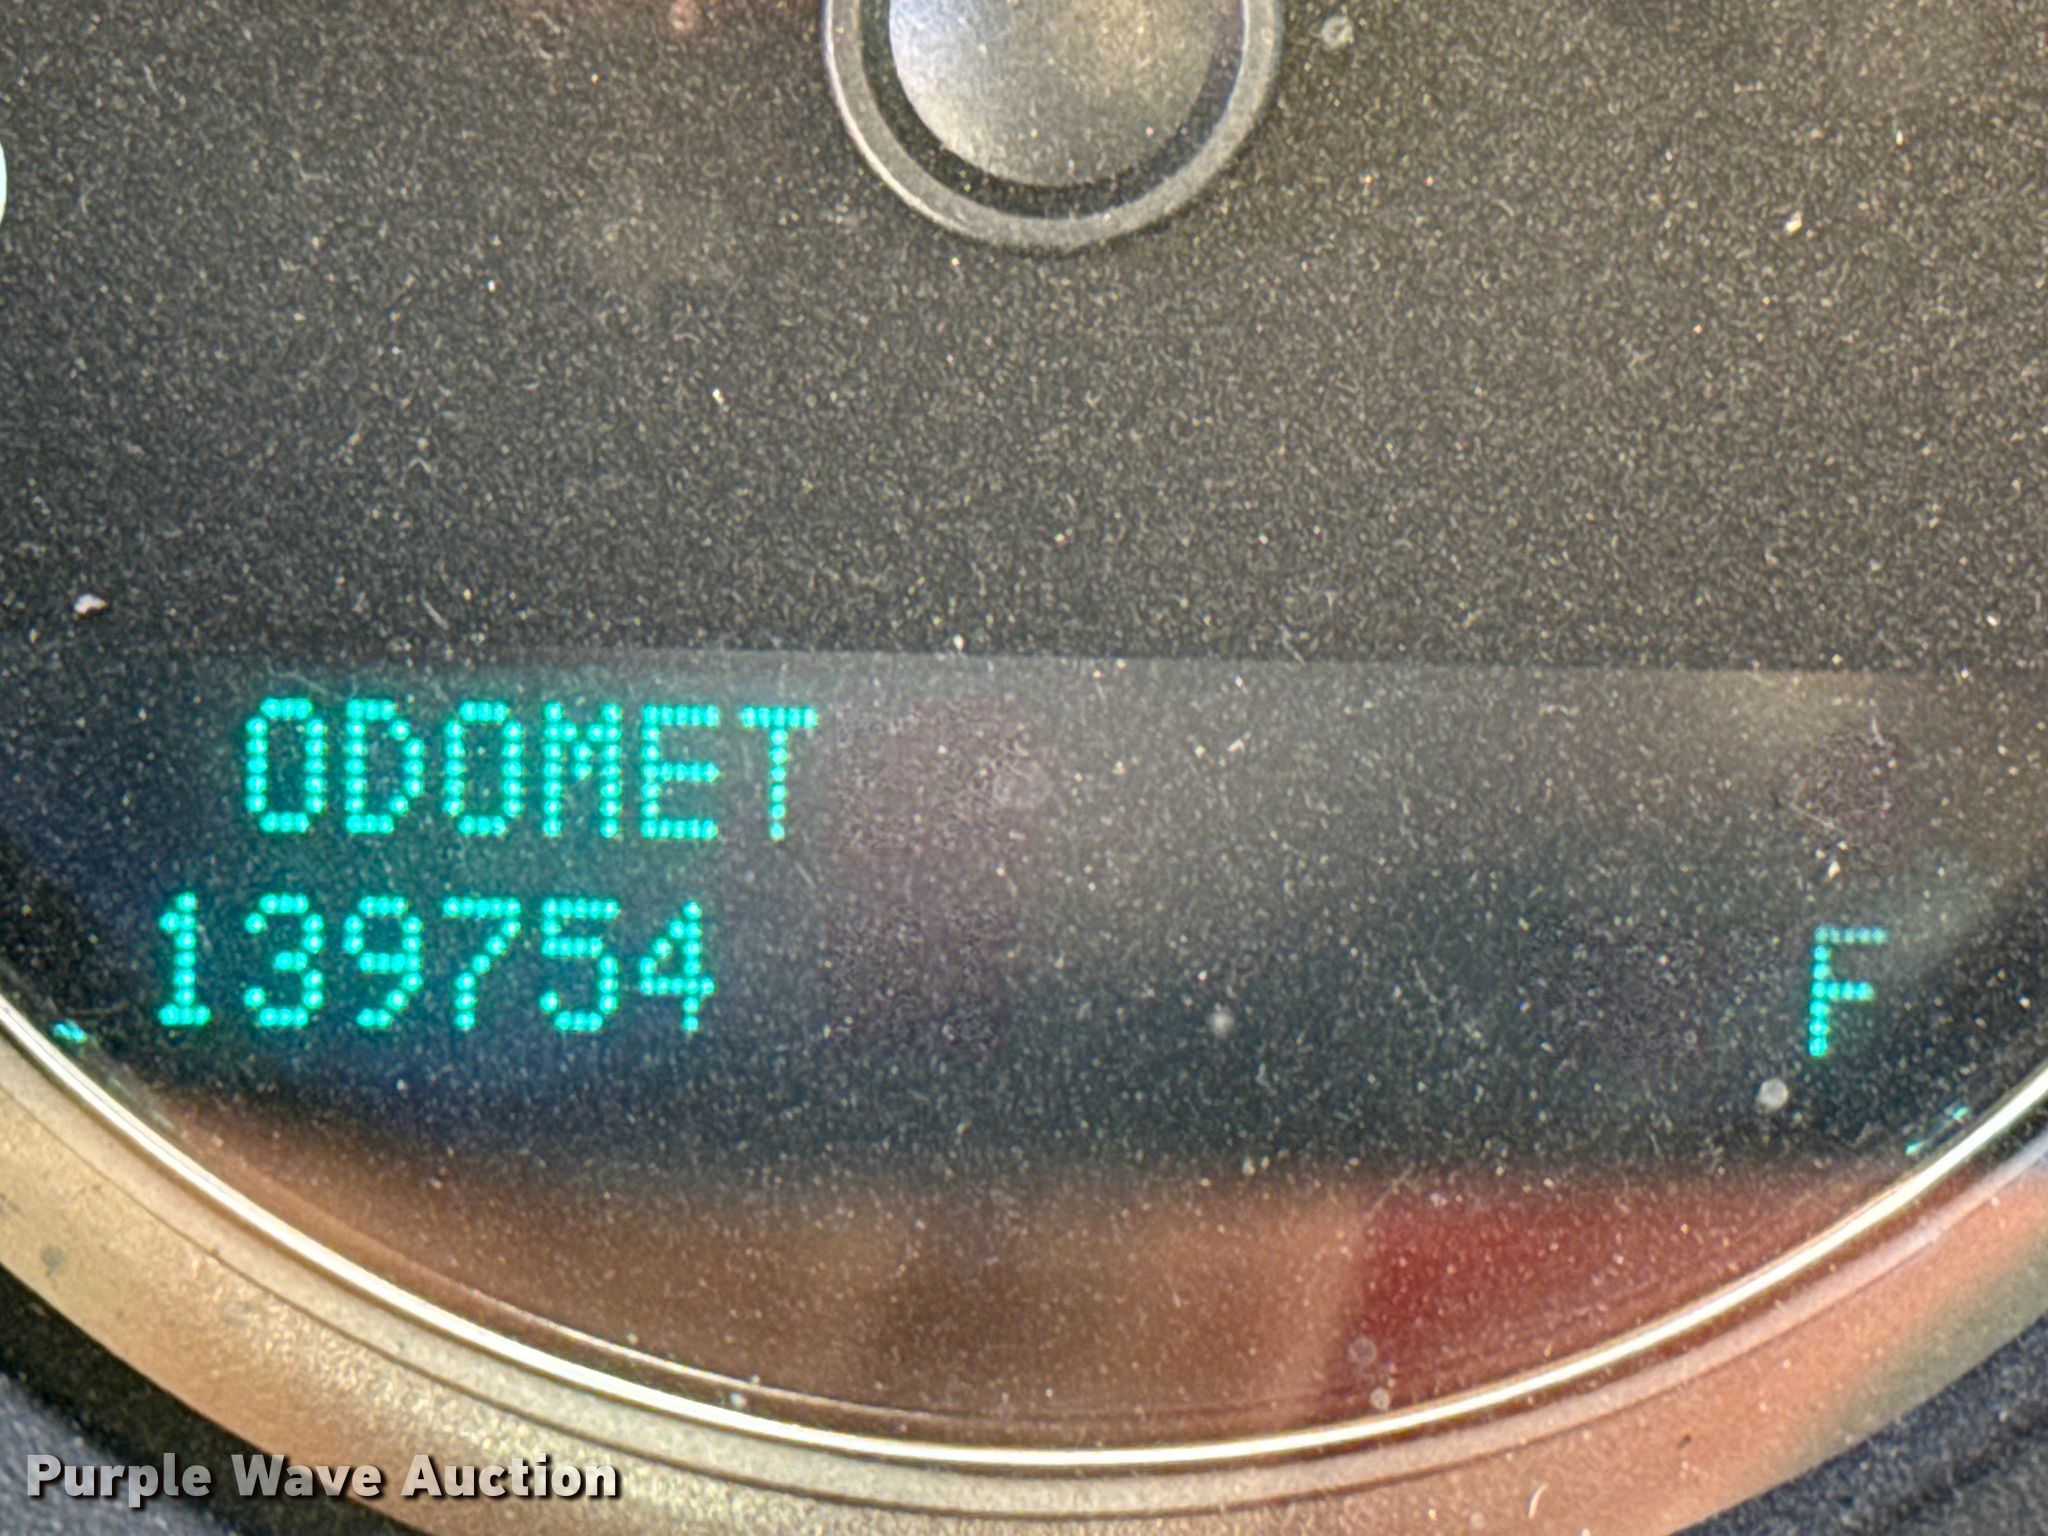 ODOMET
139754
F
Purple Wave Auction